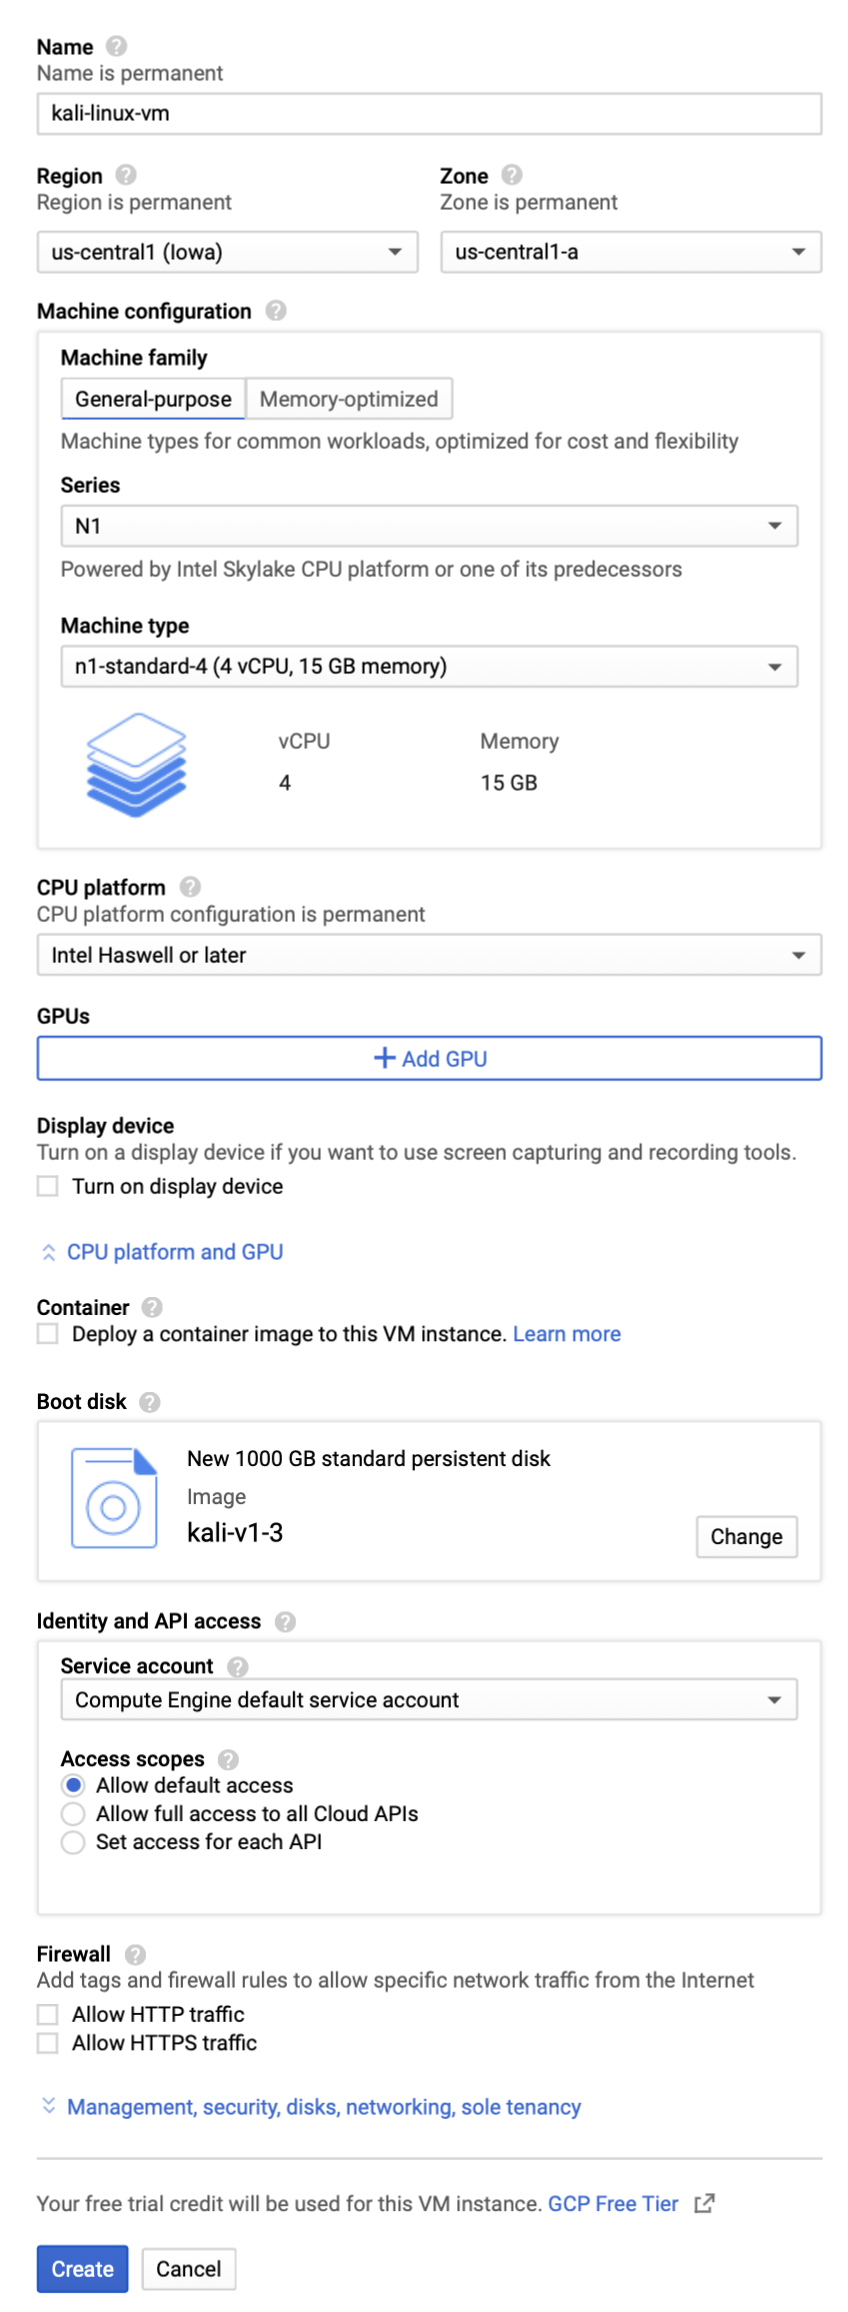 Name
Name is permanent
kali-linux-vm
Region
Region is permanent
us-central1 (Iowa)
Zone
Zone is permanent
us-central1-a
Machine configuration
Machine family
General-purpose
Memory-optimized
Machine types for common workloads, optimized for cost and flexibility
Series
N1
Powered by Intel Skylake CPU platform or one of its predecessors
Machine type
n1-standard-4 (4 vCPU, 15 GB memory)
vCPU
4
Memory
15 GB
CPU platform
CPU platform configuration is permanent
Intel Haswell or later
GPUs
+ Add GPU
Display device
Turn on a display device if you want to use screen capturing and recording tools.
Turn on display device
CPU platform and GPU
Container
Deploy a container image to this VM instance. Learn more
Boot disk
New 1000 GB standard persistent disk
Image
kali-v1-3
Change
Identity and API access
Service account
Compute Engine default service account
Access scopes
Allow default access
Allow full access to all Cloud APIs
Set access for each API
Firewall
Add tags and firewall rules to allow specific network traffic from the Internet
Allow HTTP traffic
Allow HTTPS traffic
Management, security, disks, networking, sole tenancy
Your free trial credit will be used for this VM instance. GCP Free Tier
Create
Cancel